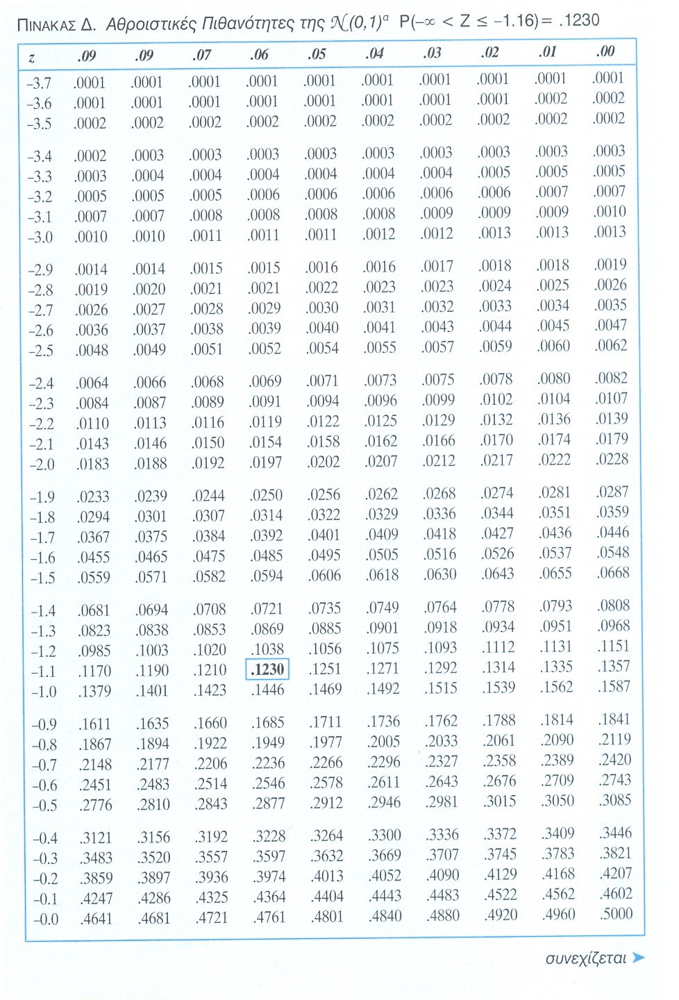 ΠΙΝΑΚΑΣ Δ. Αθροιστικές Πιθανότητες της N(0,1)ᵅ P(–∞ < Z ≤ –1.16)= .1230
z .09 .09 .07 .06 .05 .04 .03 .02 .01 .00
–3.7 .0001 .0001 .0001 .0001 .0001 .0001 .0001 .0001 .0001 .0001
–3.6 .0001 .0001 .0001 .0001 .0001 .0001 .0001 .0001 .0002 .0002
–3.5 .0002 .0002 .0002 .0002 .0002 .0002 .0002 .0002 .0002 .0002
–3.4 .0002 .0003 .0003 .0003 .0003 .0003 .0003 .0003 .0003 .0003
–3.3 .0003 .0004 .0004 .0004 .0004 .0004 .0004 .0005 .0005 .0005
–3.2 .0005 .0005 .0005 .0006 .0006 .0006 .0006 .0006 .0007 .0007
–3.1 .0007 .0007 .0008 .0008 .0008 .0008 .0009 .0009 .0009 .0010
–3.0 .0010 .0010 .0011 .0011 .0011 .0012 .0012 .0013 .0013 .0013
–2.9 .0014 .0014 .0015 .0015 .0016 .0016 .0017 .0018 .0018 .0019
–2.8 .0019 .0020 .0021 .0021 .0022 .0023 .0023 .0024 .0025 .0026
–2.7 .0026 .0027 .0028 .0029 .0030 .0031 .0032 .0033 .0034 .0035
–2.6 .0036 .0037 .0038 .0039 .0040 .0041 .0043 .0044 .0045 .0047
–2.5 .0048 .0049 .0051 .0052 .0054 .0055 .0057 .0059 .0060 .0062
–2.4 .0064 .0066 .0068 .0069 .0071 .0073 .0075 .0078 .0080 .0082
–2.3 .0084 .0087 .0089 .0091 .0094 .0096 .0099 .0102 .0104 .0107
–2.2 .0110 .0113 .0116 .0119 .0122 .0125 .0129 .0132 .0136 .0139
–2.1 .0143 .0146 .0150 .0154 .0158 .0162 .0166 .0170 .0174 .0179
–2.0 .0183 .0188 .0192 .0197 .0202 .0207 .0212 .0217 .0222 .0228
–1.9 .0233 .0239 .0244 .0250 .0256 .0262 .0268 .0274 .0281 .0287
–1.8 .0294 .0301 .0307 .0314 .0322 .0329 .0336 .0344 .0351 .0359
–1.7 .0367 .0375 .0384 .0392 .0401 .0409 .0418 .0427 .0436 .0446
–1.6 .0455 .0465 .0475 .0485 .0495 .0505 .0516 .0526 .0537 .0548
–1.5 .0559 .0571 .0582 .0594 .0606 .0618 .0630 .0643 .0655 .0668
–1.4 .0681 .0694 .0708 .0721 .0735 .0749 .0764 .0778 .0793 .0808
–1.3 .0823 .0838 .0853 .0869 .0885 .0901 .0918 .0934 .0951 .0968
–1.2 .0985 .1003 .1020 .1038 .1056 .1075 .1093 .1112 .1131 .1151
–1.1 .1170 .1190 .1210 .1230 .1251 .1271 .1292 .1314 .1335 .1357
–1.0 .1379 .1401 .1423 .1446 .1469 .1492 .1515 .1539 .1562 .1587
–0.9 .1611 .1635 .1660 .1685 .1711 .1736 .1762 .1788 .1814 .1841
–0.8 .1867 .1894 .1922 .1949 .1977 .2005 .2033 .2061 .2090 .2119
–0.7 .2148 .2177 .2206 .2236 .2266 .2296 .2327 .2358 .2389 .2420
–0.6 .2451 .2483 .2514 .2546 .2578 .2611 .2643 .2676 .2709 .2743
–0.5 .2776 .2810 .2843 .2877 .2912 .2946 .2981 .3015 .3050 .3085
–0.4 .3121 .3156 .3192 .3228 .3264 .3300 .3336 .3372 .3409 .3446
–0.3 .3483 .3520 .3557 .3597 .3632 .3669 .3707 .3745 .3783 .3821
–0.2 .3859 .3897 .3936 .3974 .4013 .4052 .4090 .4129 .4168 .4207
–0.1 .4247 .4286 .4325 .4364 .4404 .4443 .4483 .4522 .4562 .4602
–0.0 .4641 .4681 .4721 .4761 .4801 .4840 .4880 .4920 .4960 .5000
συνεχίζεται ➤